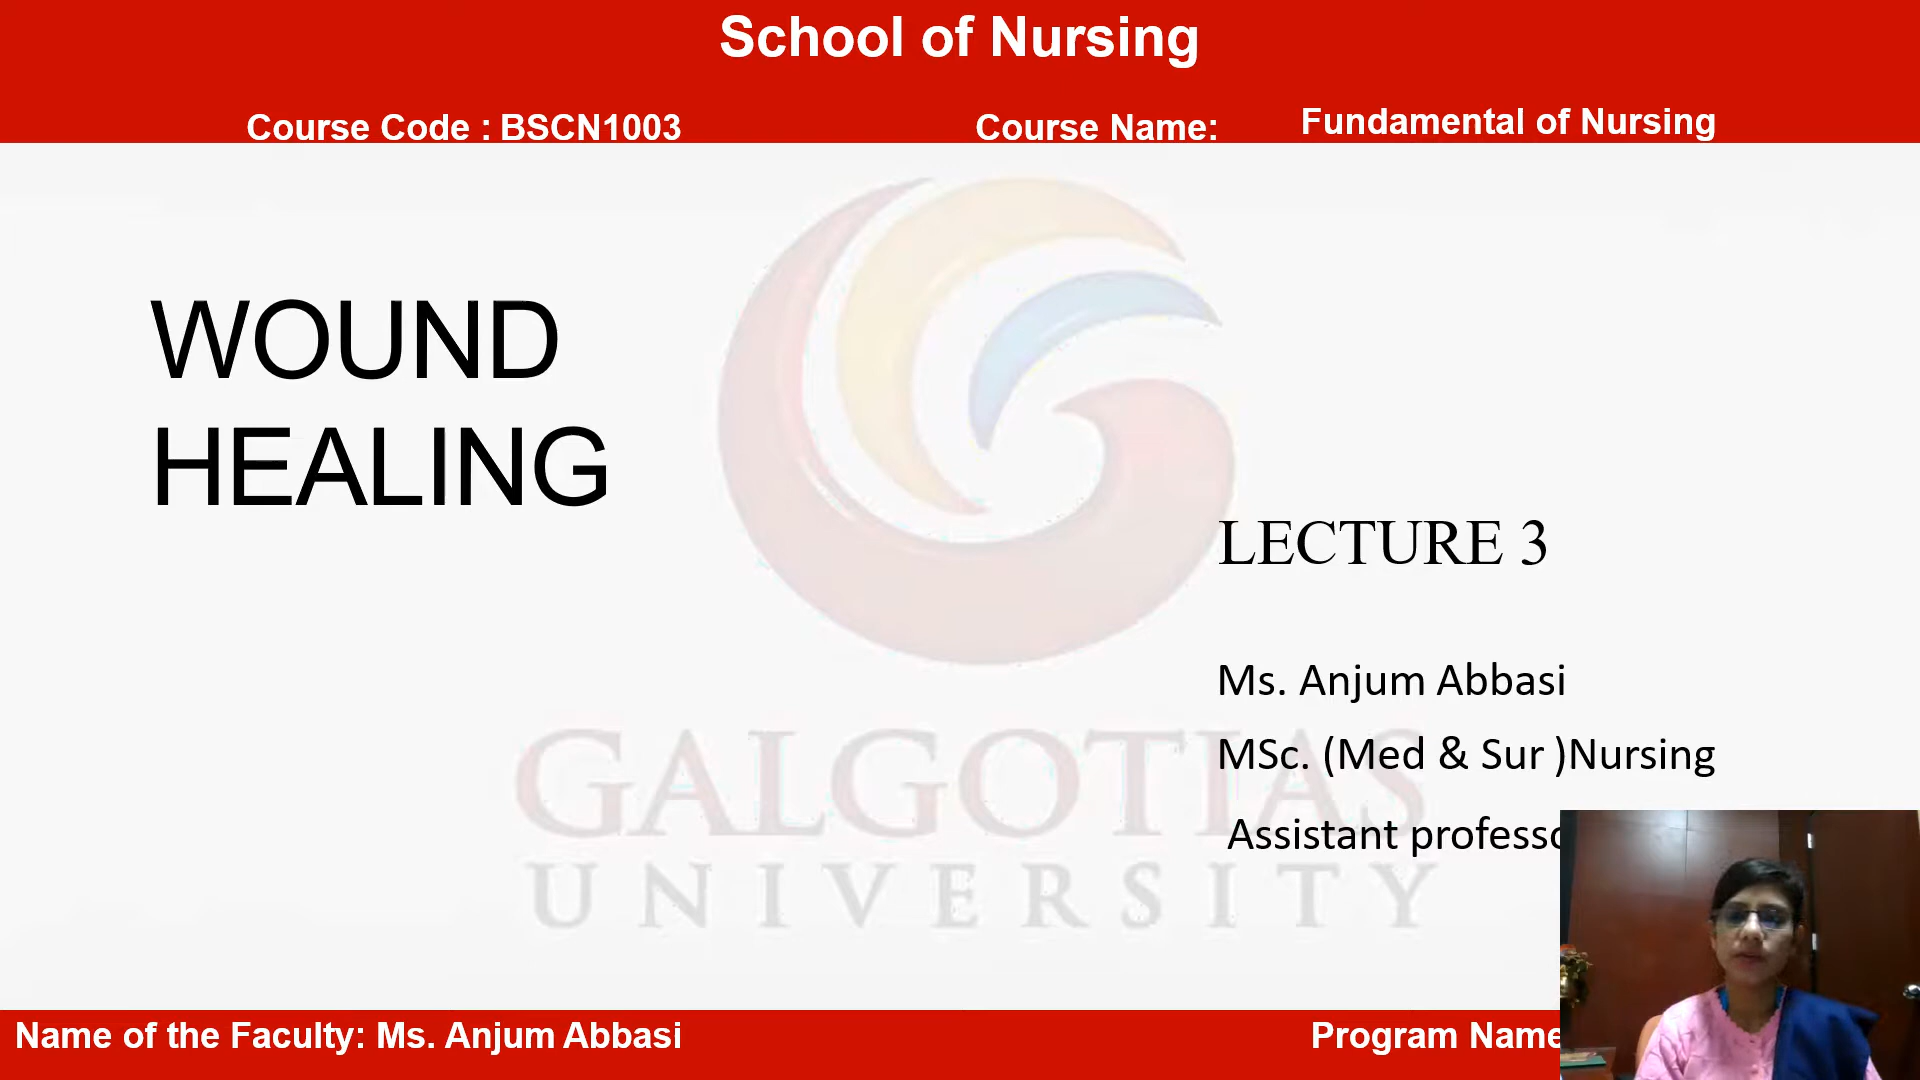 School of Nursing
Course Code : BSCN1003 Course Name: Fundamental of Nursing
WOUND
HEALING
LECTURE 3
Ms. Anjum Abbasi
MSc. (Med & Sur )Nursing
Assistant
GALGOTIAS
UNIVERSITY
Name of the Faculty: Ms. Anjum Abbasi Program Name